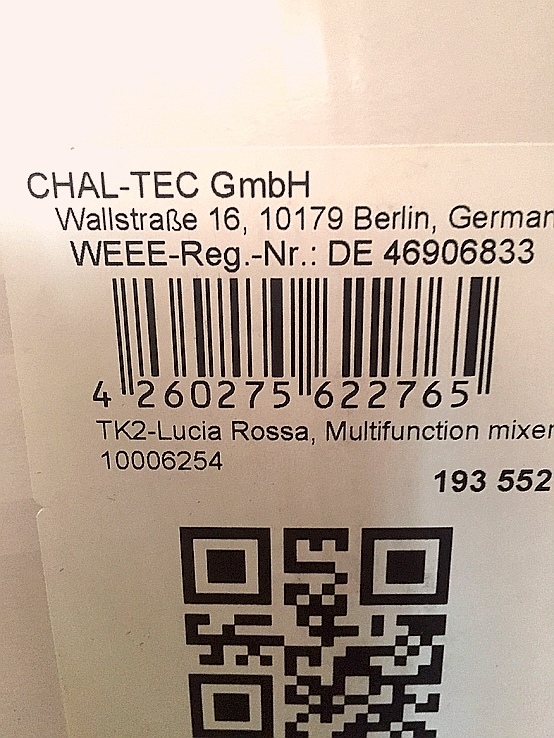 CHAL-TEC GmbH
Wallstraße 16, 10179 Berlin, German
WEEE-Reg.-Nr.: DE 46906833
4 260275 622765
TK2-Lucia Rossa, Multifunction mixer
10006254
193 552